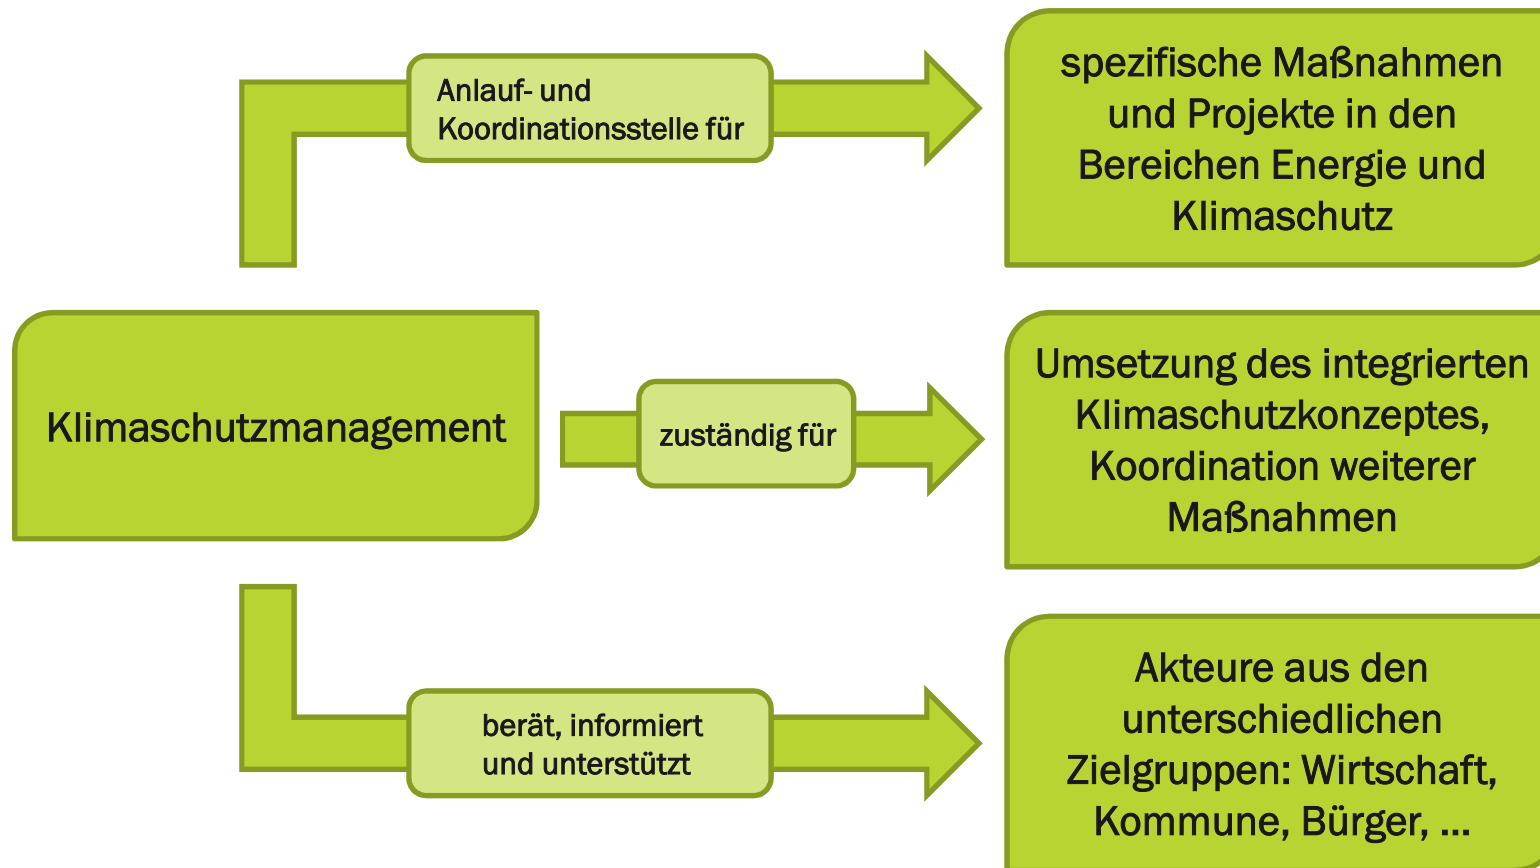 Anlauf- und
Koordinationsstelle für
spezifische Maßnahmen
und Projekte in den
Bereichen Energie und
Klimaschutz
Klimaschutzmanagement
zuständig für
Umsetzung des integrierten
Klimaschutzkonzeptes,
Koordination weiterer
Maßnahmen
berät, informiert
und unterstützt
Akteure aus den
unterschiedlichen
Zielgruppen: Wirtschaft,
Kommune, Bürger, ...